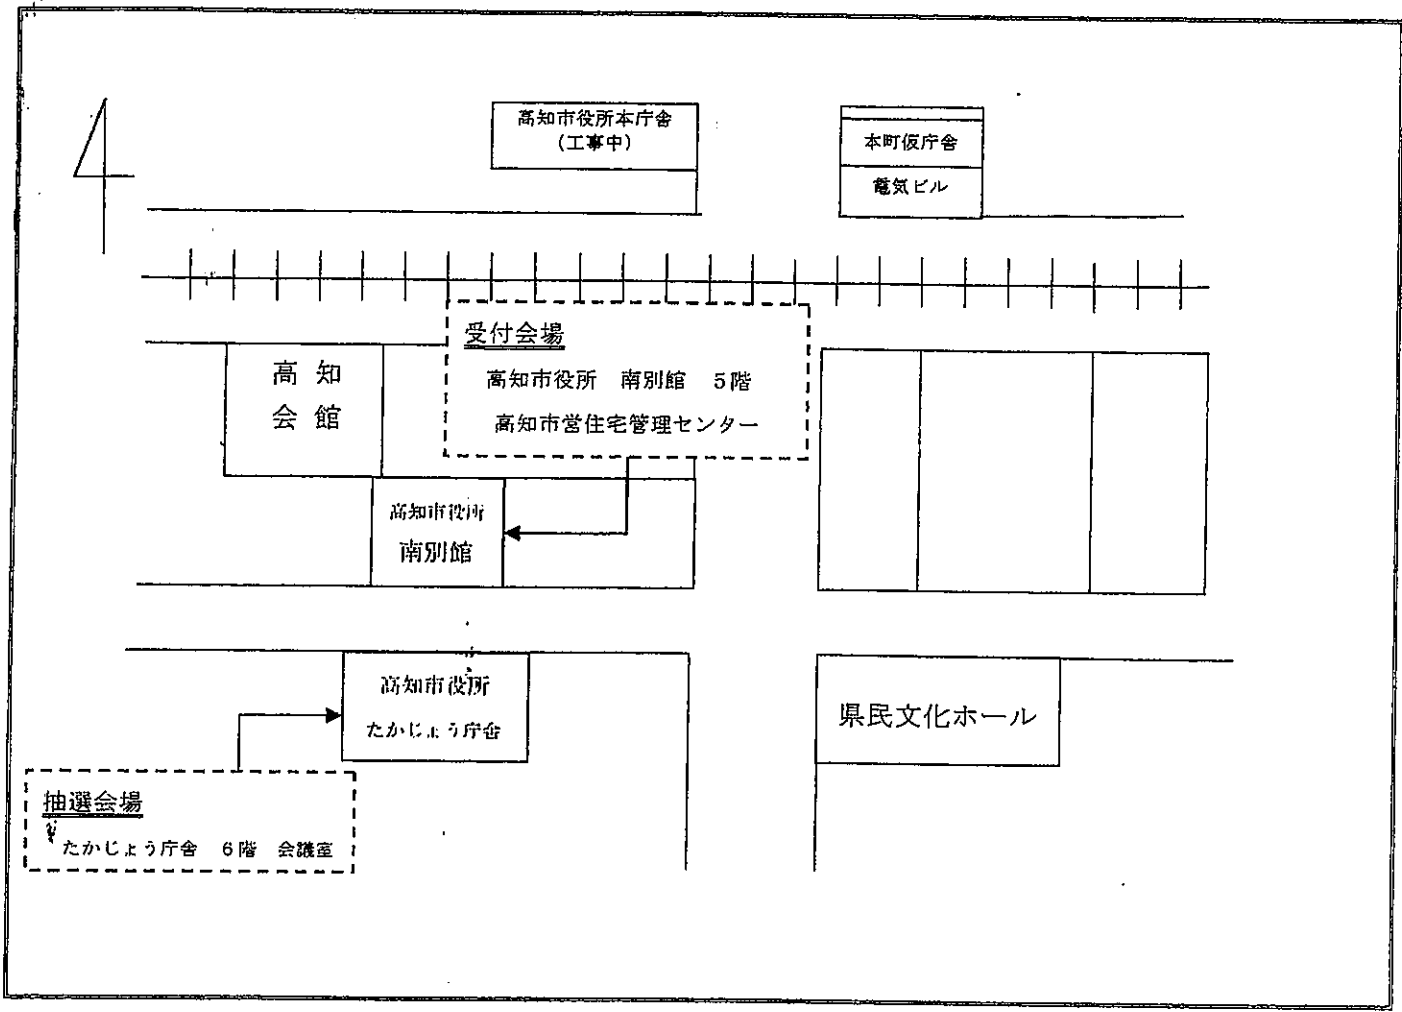 高知市役所本庁舎
(工事中)
本町仮庁舎
電気ビル
受付会場
高知市役所 南別館 5階
高知市営住宅管理センター
高知
会館
高知市役所
南別館
高知市役所
たかじょう庁舎
県民文化ホール
抽選会場
たかじょう庁舎 6階 会議室